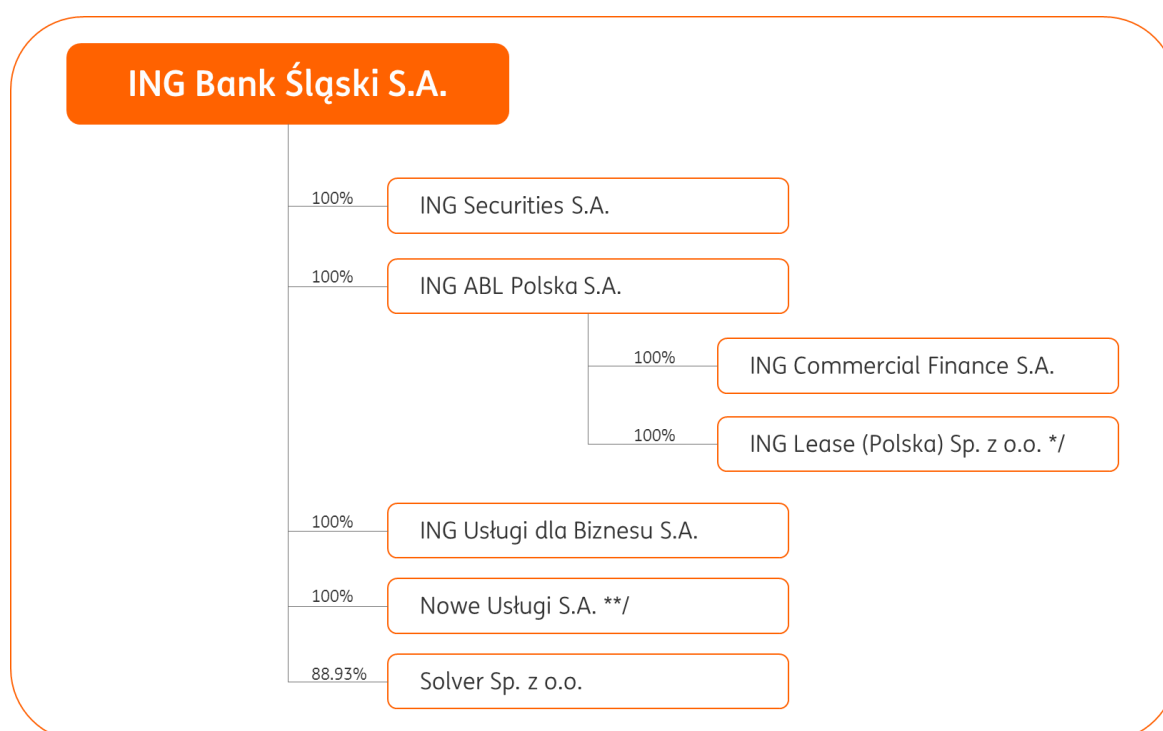 ING Bank Śląski S.A.
100%
ING Securities S.A.
100%
ING ABL Polska S.A.
100%
ING Commercial Finance S.A.
100%
ING Lease (Polska) Sp. z o.o. */
100%
ING Usługi dla Biznesu S.A.
100%
Nowe Usługi S.A. **/
88.93%
Solver Sp. z o.o.